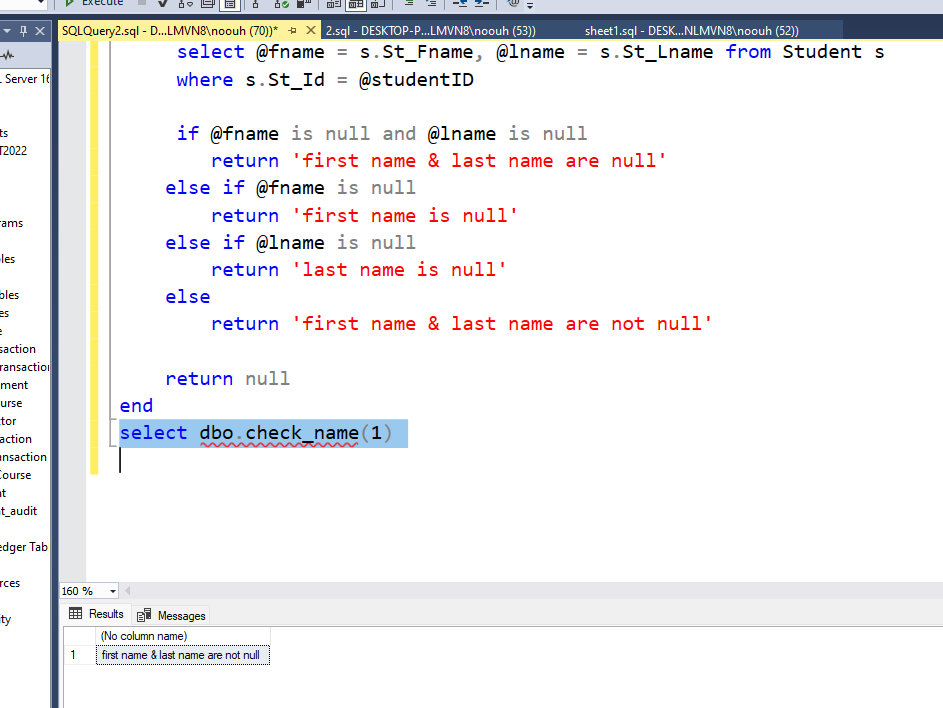 Execute
SQLQuery2.sql - D...LMVN8\noouh (70))*
2.sql - DESKTOP-P...LMVN8\noouh (53))
sheet1.sql - DESK...NLMVN8\noouh (52))
select @fname = s.St_Fname, @lname = s.St_Lname from Student s
where s.St_Id = @studentID
if @fname is null and @lname is null
return 'first name & last name are null'
else if @fname is null
return 'first name is null'
else if @lname is null
return 'last name is null'
else
return 'first name & last name are not null'
return null
end
select dbo.check_name(1)
L Server 16
ts
T2022
rams
les
bles
es
e
saction
ransaction
ment
urse
tor
action
ansaction
Course
nt
t_audit
edger Tab
rces
ity
160 %
Results
Messages
(No column name)
1
first name & last name are not null